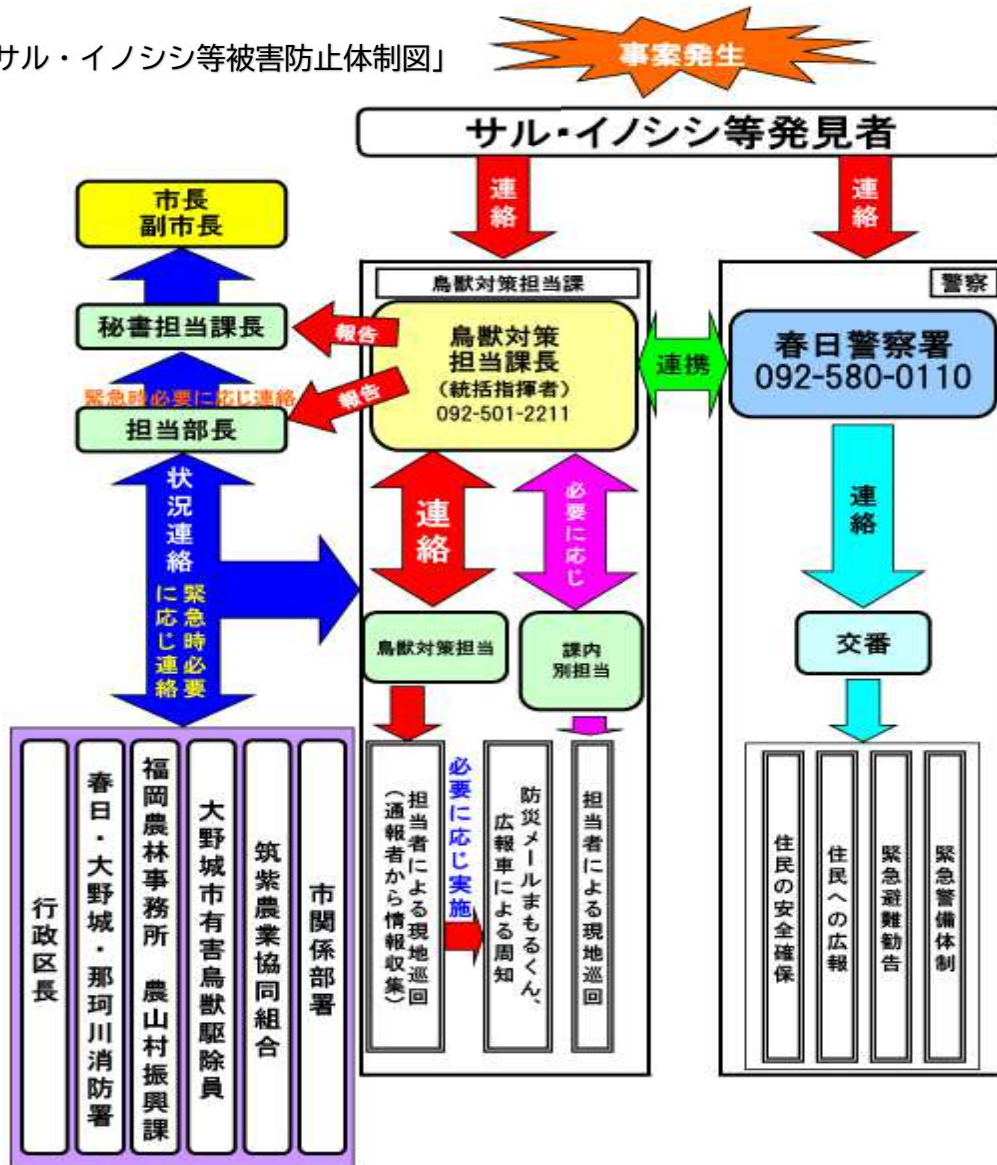 サル・イノシシ等被害防止体制図」
事案発生
サル・イノシシ等発見者
連絡
連絡
市長
副市長
秘書担当課長
緊急時必要に応じ連絡
担当部長
報告
報告
鳥獣対策担当課
鳥獣対策
担当課長
(統括指揮者)
092-501-2211
連携
警察
春日警察署
092-580-0110
状況連絡
緊急時必要
に応じ連絡
連絡
必要に応じ
連絡
鳥獣対策担当
課内
別担当
交番
行政区長
春日・大野城・那珂川消防署
福岡農林事務所 農山村振興課
大野城市有害鳥獣駆除員
筑紫農業協同組合
市関係部署
担当者による現地巡回
(通報者から情報収集)
必要に応じ実施
防災メールまもるくん、
広報車による周知
担当者による現地巡回
住民の安全確保
住民への広報
緊急避難勧告
緊急警備体制